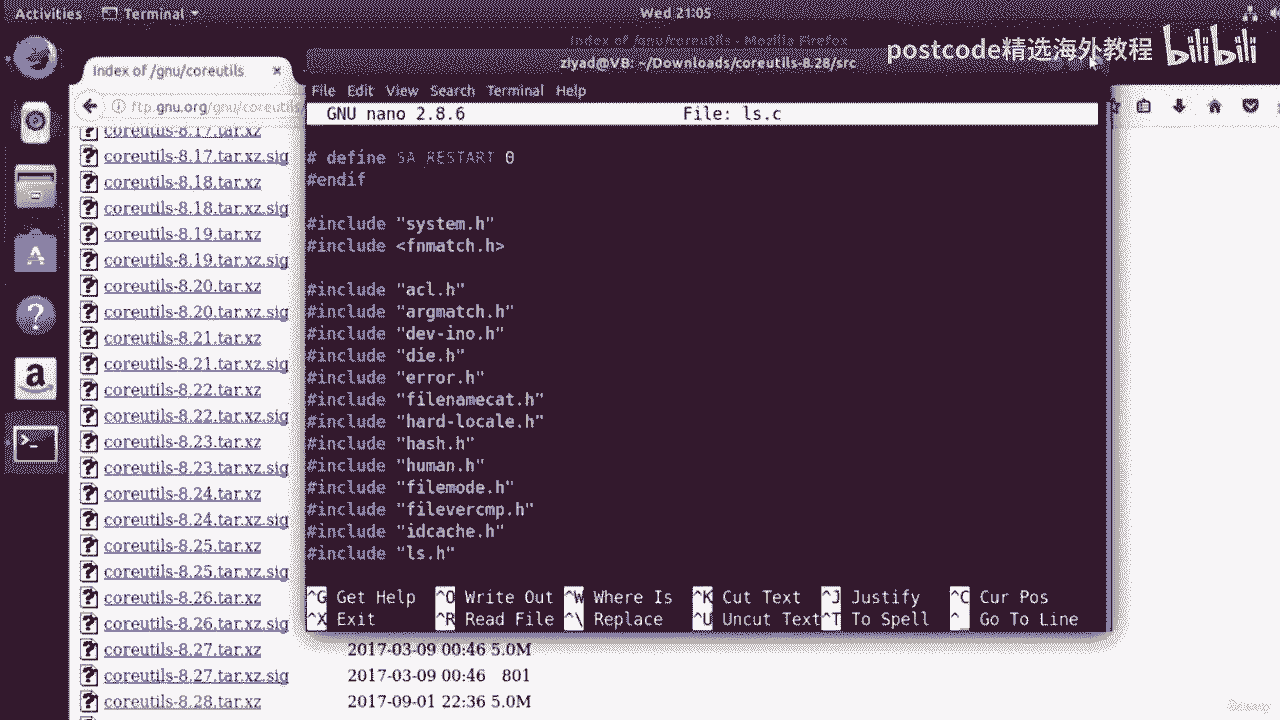 Activities Terminal Wed 21:05
Index of /gnu/coreutils - Mozilla Firefox
postcode精选海外教程 bilibili
ziyad@VB: ~/Downloads/coreutils-8.28/src
Index of /gnu/coreutils ×
File Edit View Search Terminal Help
ftp.gnu.org/gnu/coreutils
GNU nano 2.8.6 File: ls.c
# define SA_RESTART 0
#endif
#include "system.h"
#include <fnmatch.h>
#include "acl.h"
#include "argmatch.h"
#include "dev-ino.h"
#include "die.h"
#include "error.h"
#include "filenamecat.h"
#include "hard-locale.h"
#include "hash.h"
#include "human.h"
#include "filemode.h"
#include "filevercmp.h"
#include "idcache.h"
#include "ls.h"
^G Get Help ^O Write Out ^W Where Is ^K Cut Text ^J Justify ^C Cur Pos
^X Exit ^R Read File ^\ Replace ^U Uncut Text ^T To Spell ^_ Go To Line
coreutils-8.17.tar.xz
coreutils-8.17.tar.xz.sig
coreutils-8.18.tar.xz
coreutils-8.18.tar.xz.sig
coreutils-8.19.tar.xz
coreutils-8.19.tar.xz.sig
coreutils-8.20.tar.xz
coreutils-8.20.tar.xz.sig
coreutils-8.21.tar.xz
coreutils-8.21.tar.xz.sig
coreutils-8.22.tar.xz
coreutils-8.22.tar.xz.sig
coreutils-8.23.tar.xz
coreutils-8.23.tar.xz.sig
coreutils-8.24.tar.xz
coreutils-8.24.tar.xz.sig
coreutils-8.25.tar.xz
coreutils-8.25.tar.xz.sig
coreutils-8.26.tar.xz
coreutils-8.26.tar.xz.sig
coreutils-8.27.tar.xz 2017-03-09 00:46 5.0M
coreutils-8.27.tar.xz.sig 2017-03-09 00:46 801
coreutils-8.28.tar.xz 2017-09-01 22:36 5.0M